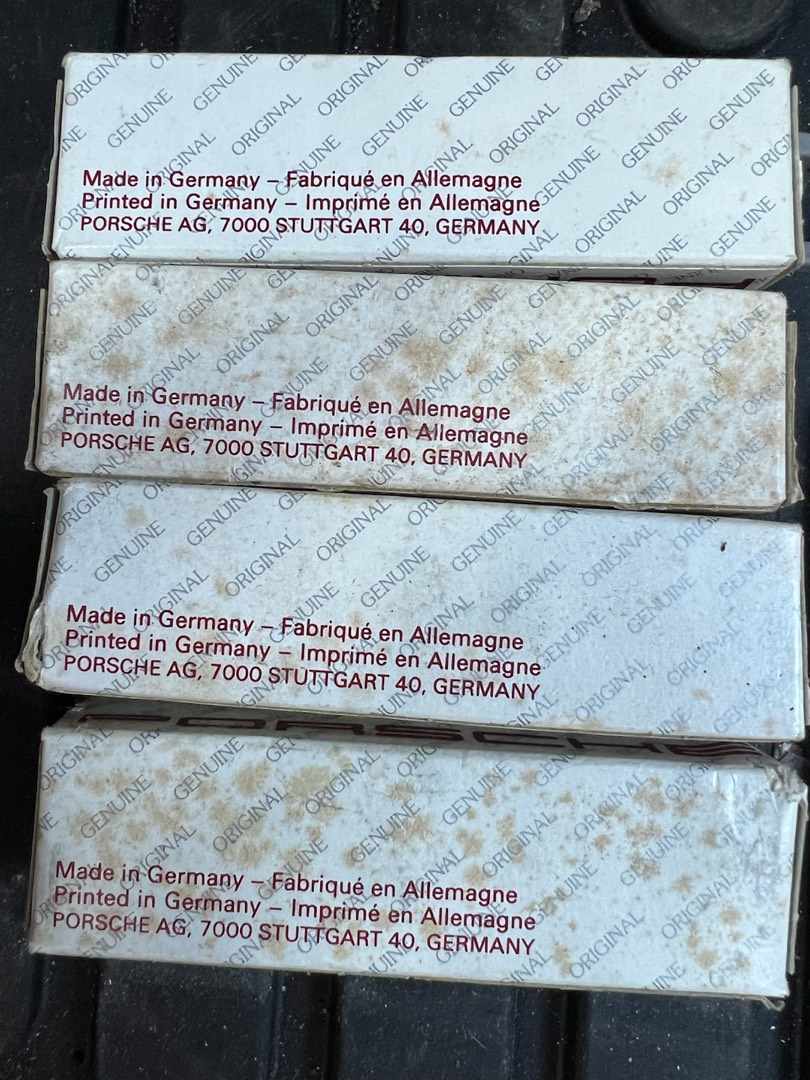 Made in Germany – Fabriqué en Allemagne
Printed in Germany – Imprimé en Allemagne
PORSCHE AG, 7000 STUTTGART 40, GERMANY
Made in Germany – Fabriqué en Allemagne
Printed in Germany – Imprimé en Allemagne
PORSCHE AG, 7000 STUTTGART 40, GERMANY
Made in Germany – Fabriqué en Allemagne
Printed in Germany – Imprimé en Allemagne
PORSCHE AG, 7000 STUTTGART 40, GERMANY
PORSCHE
Made in Germany – Fabriqué en Allemagne
Printed in Germany – Imprimé en Allemagne
PORSCHE AG, 7000 STUTTGART 40, GERMANY
ORIGINAL GENUINE